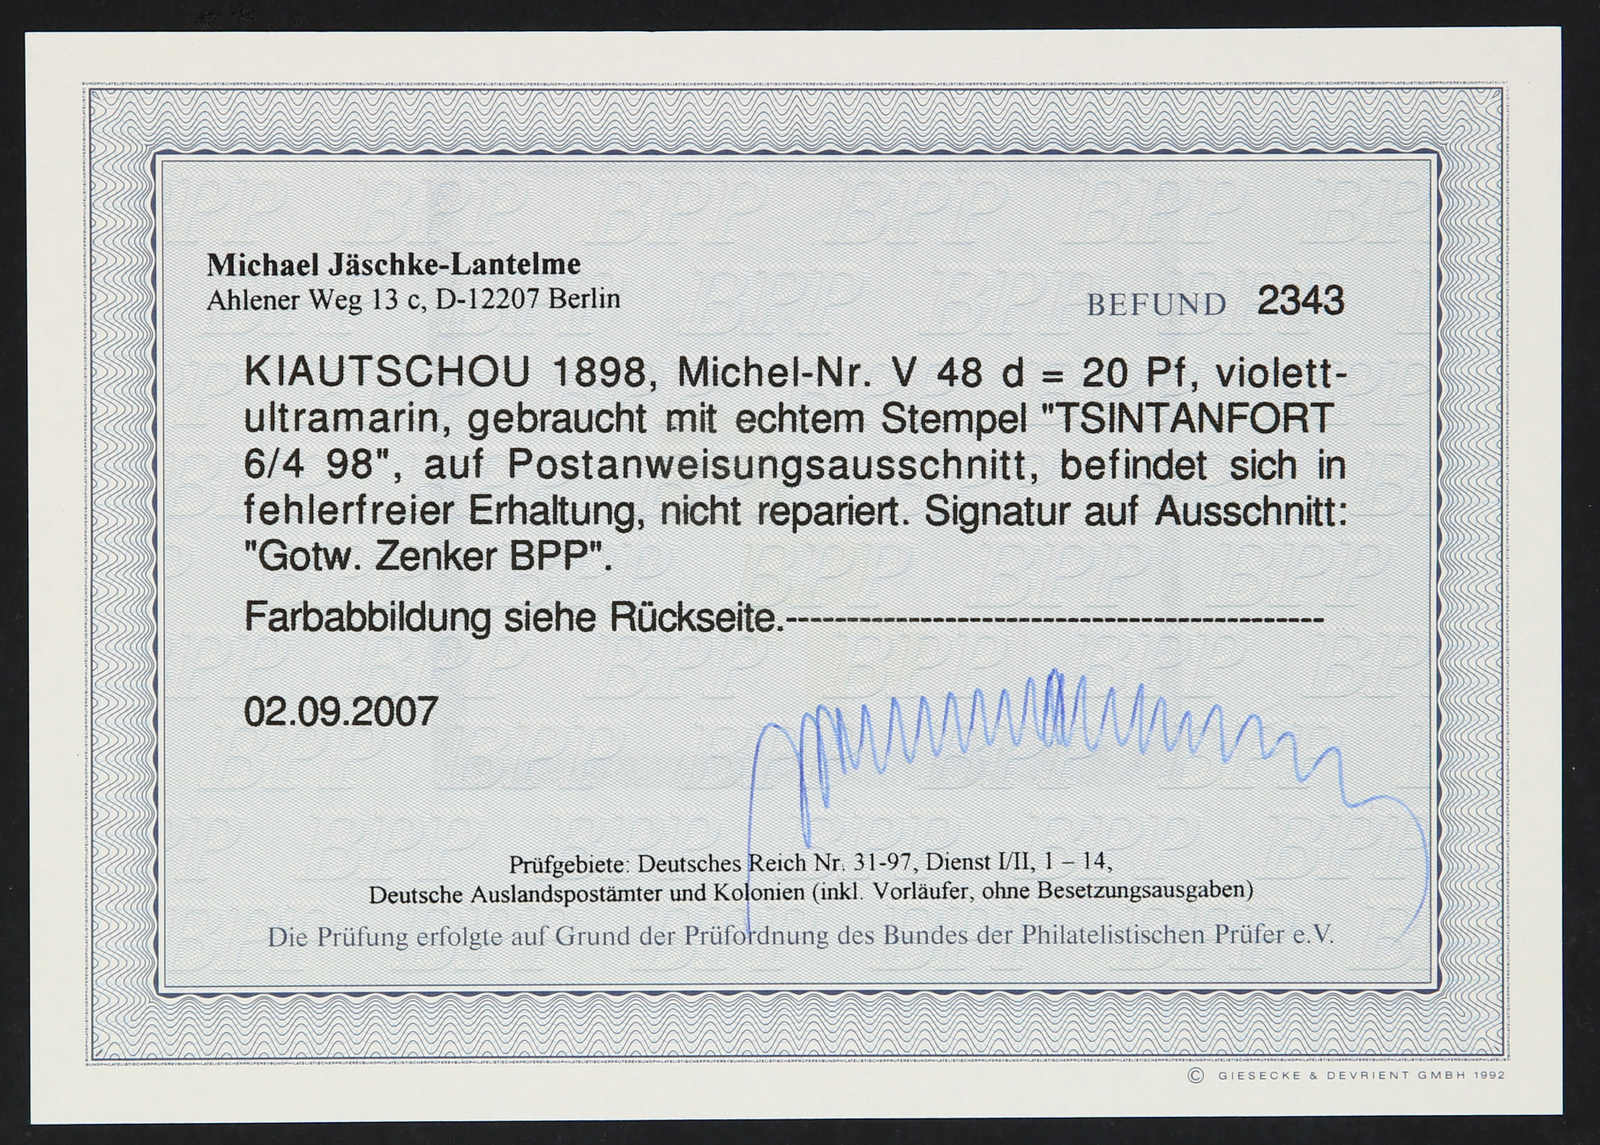 Michael Jäschke-Lantelme
Ahlener Weg 13 c, D-12207 Berlin
BEFUND 2343
KIAUTSCHOU 1898, Michel-Nr. V 48 d = 20 Pf, violett-
ultramarin, gebraucht mit echtem Stempel "TSINTANFORT
6/4 98", auf Postanweisungsausschnitt, befindet sich in
fehlerfreier Erhaltung, nicht repariert. Signatur auf Ausschnitt:
"Gotw. Zenker BPP".
Farbabbildung siehe Rückseite.--------------------------------------------
02.09.2007
Prüfgebiete: Deutsches Reich Nr. 31-97, Dienst I/II, 1 – 14,
Deutsche Auslandspostämter und Kolonien (inkl. Vorläufer, ohne Besetzungsausgaben)
Die Prüfung erfolgte auf Grund der Prüfordnung des Bundes der Philatelistischen Prüfer e.V.
© GIESECKE & DEVRIENT GMBH 1992